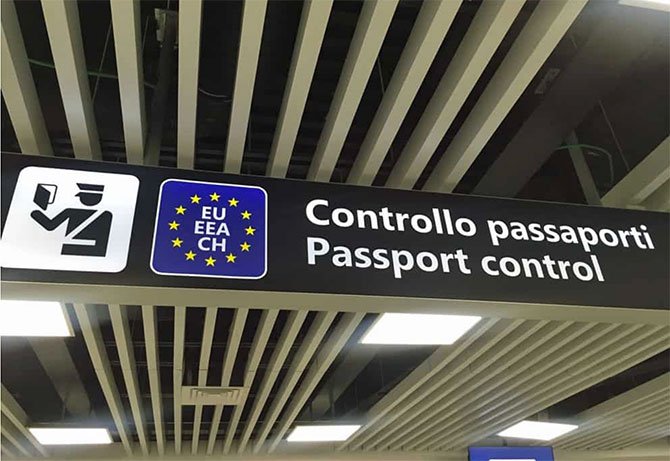 EU
EEA
CH
Controllo passaporti
Passport control